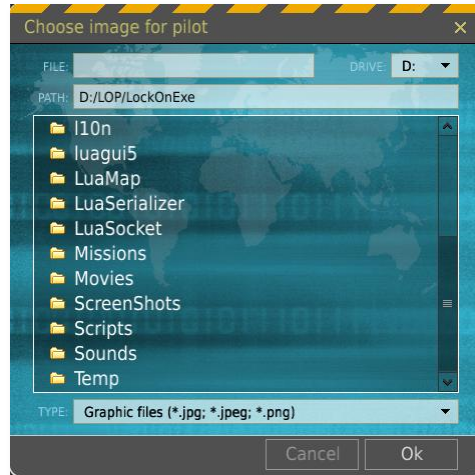 Choose image for pilot
FILE: DRIVE: D:
PATH: D:/LOP/LockOnExe
l10n
luagui5
LuaMap
LuaSerializer
LuaSocket
Missions
Movies
ScreenShots
Scripts
Sounds
Temp
TYPE: Graphic files (*.jpg; *.jpeg; *.png)
Cancel Ok